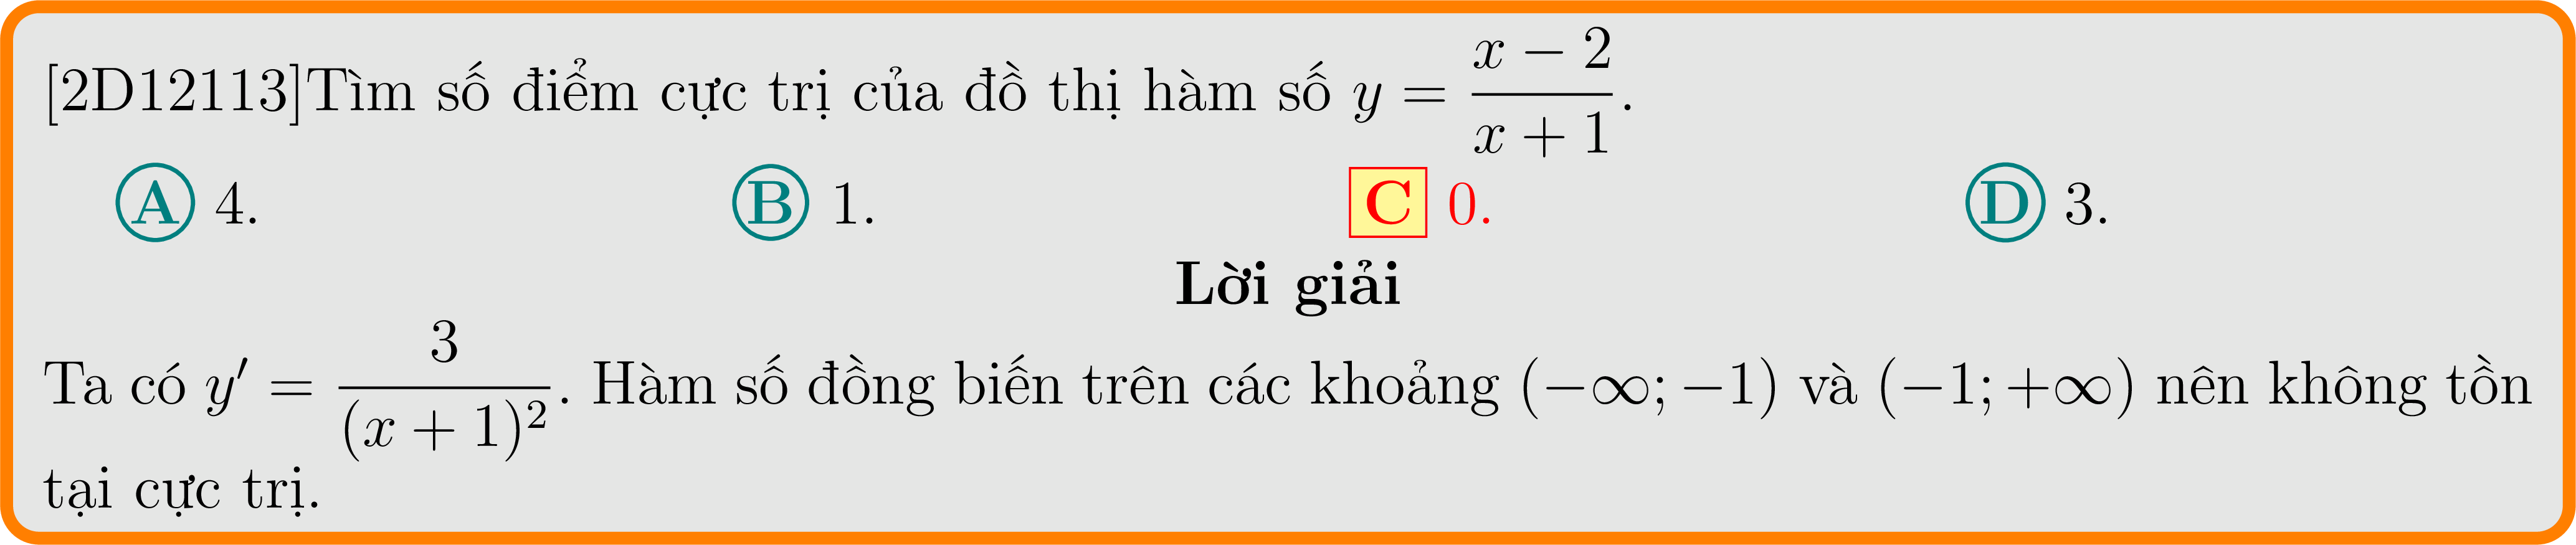 [2D12113]Tìm số điểm cực trị của đồ thị hàm số $y = \dfrac{x-2}{x+1}$.
A 4. B 1. C 0. D 3.
Lời giải
Ta có $y' = \dfrac{3}{(x+1)^2}$. Hàm số đồng biến trên các khoảng $(-\infty; -1)$ và $(-1; +\infty)$ nên không tồn
tại cực trị.